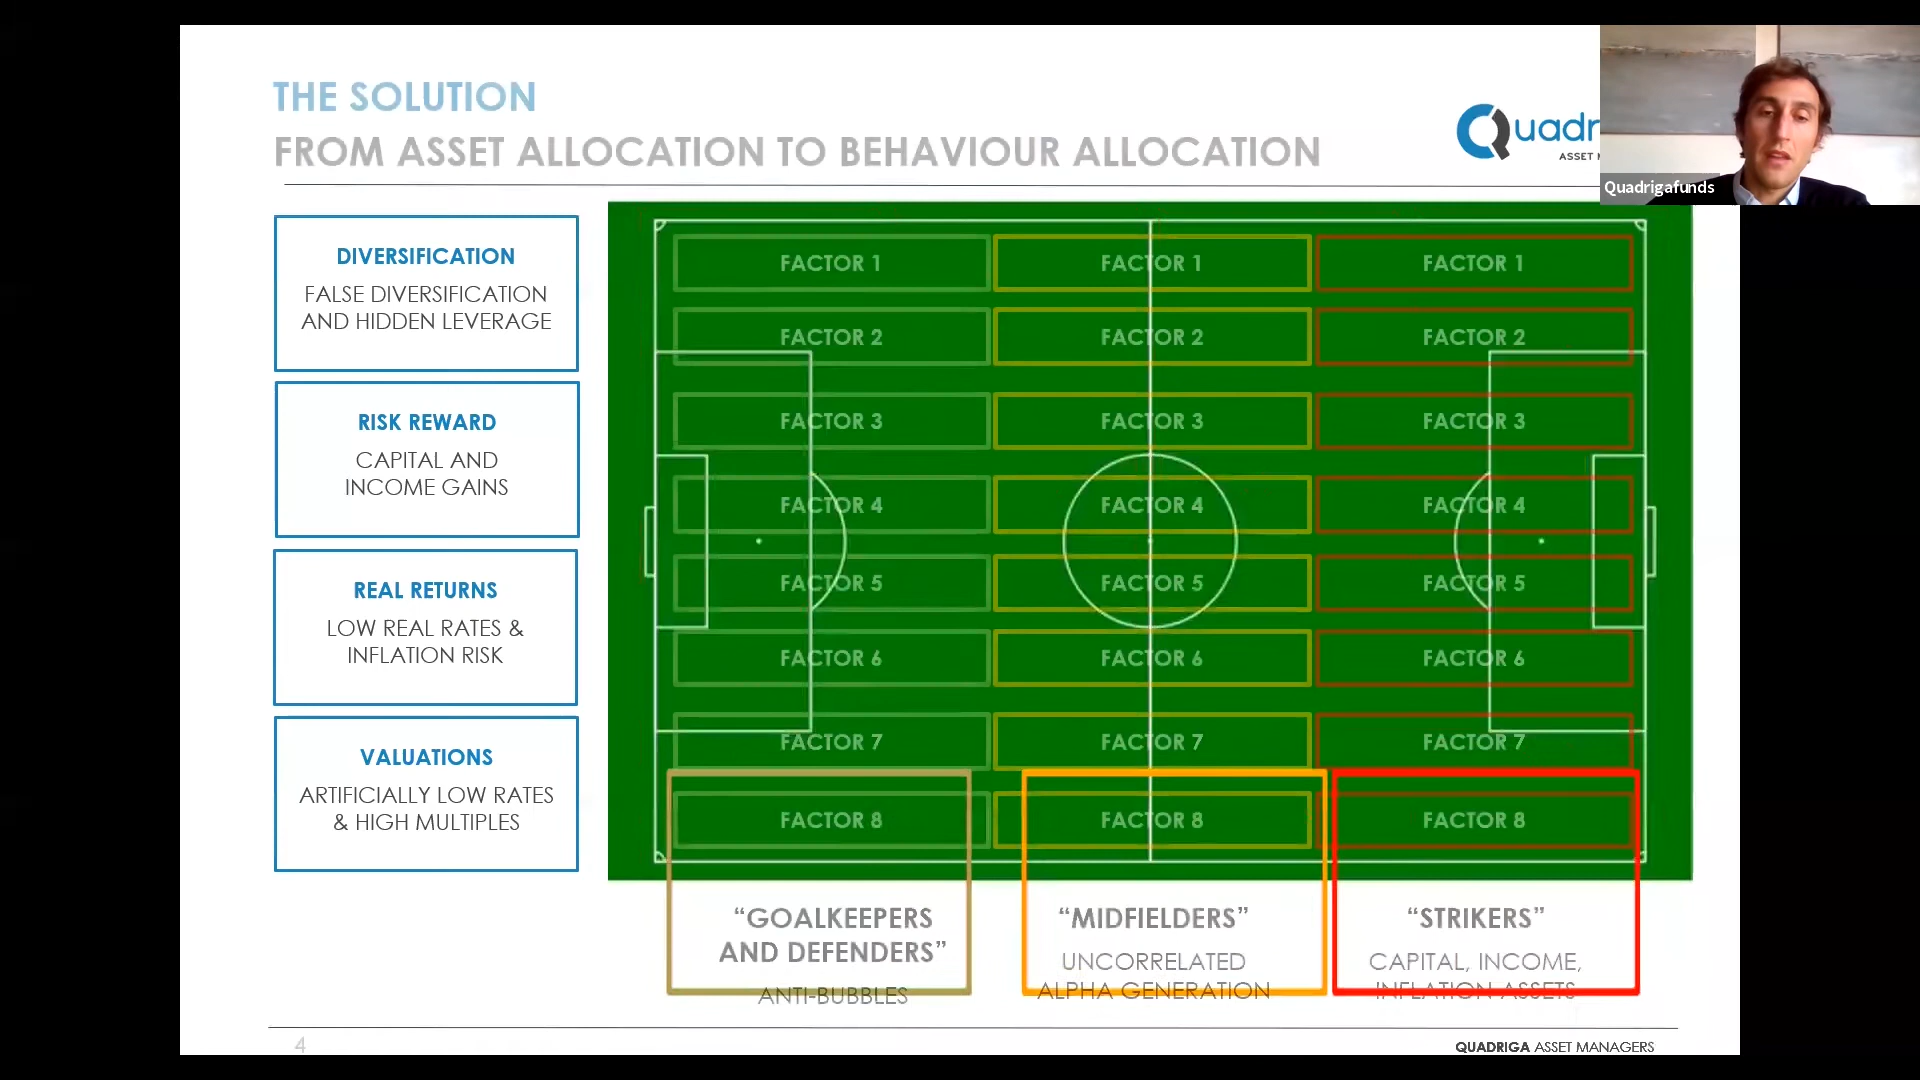 THE SOLUTION
FROM ASSET ALLOCATION TO BEHAVIOUR ALLOCATION
ASSET
Quadrigafunds
DIVERSIFICATION
FALSE DIVERSIFICATION
AND HIDDEN LEVERAGE
RISK REWARD
CAPITAL AND
INCOME GAINS
REAL RETURNS
LOW REAL RATES &
INFLATION RISK
VALUATIONS
ARTIFICIALLY LOW RATES
& HIGH MULTIPLES
FACTOR 1 FACTOR 1 FACTOR 1
FACTOR 2 FACTOR 2 FACTOR 2
FACTOR 3 FACTOR 3 FACTOR 3
FACTOR 4 FACTOR 4 FACTOR 4
FACTOR 5 FACTOR 5 FACTOR 5
FACTOR 6 FACTOR 6 FACTOR 6
FACTOR 7 FACTOR 7 FACTOR 7
FACTOR 8 FACTOR 8 FACTOR 8
“GOALKEEPERS
AND DEFENDERS”
ANTI-BUBBLES
“MIDFIELDERS”
UNCORRELATED
ALPHA GENERATION
“STRIKERS”
CAPITAL, INCOME,
INFLATION ASSETS
4
QUADRIGA ASSET MANAGERS